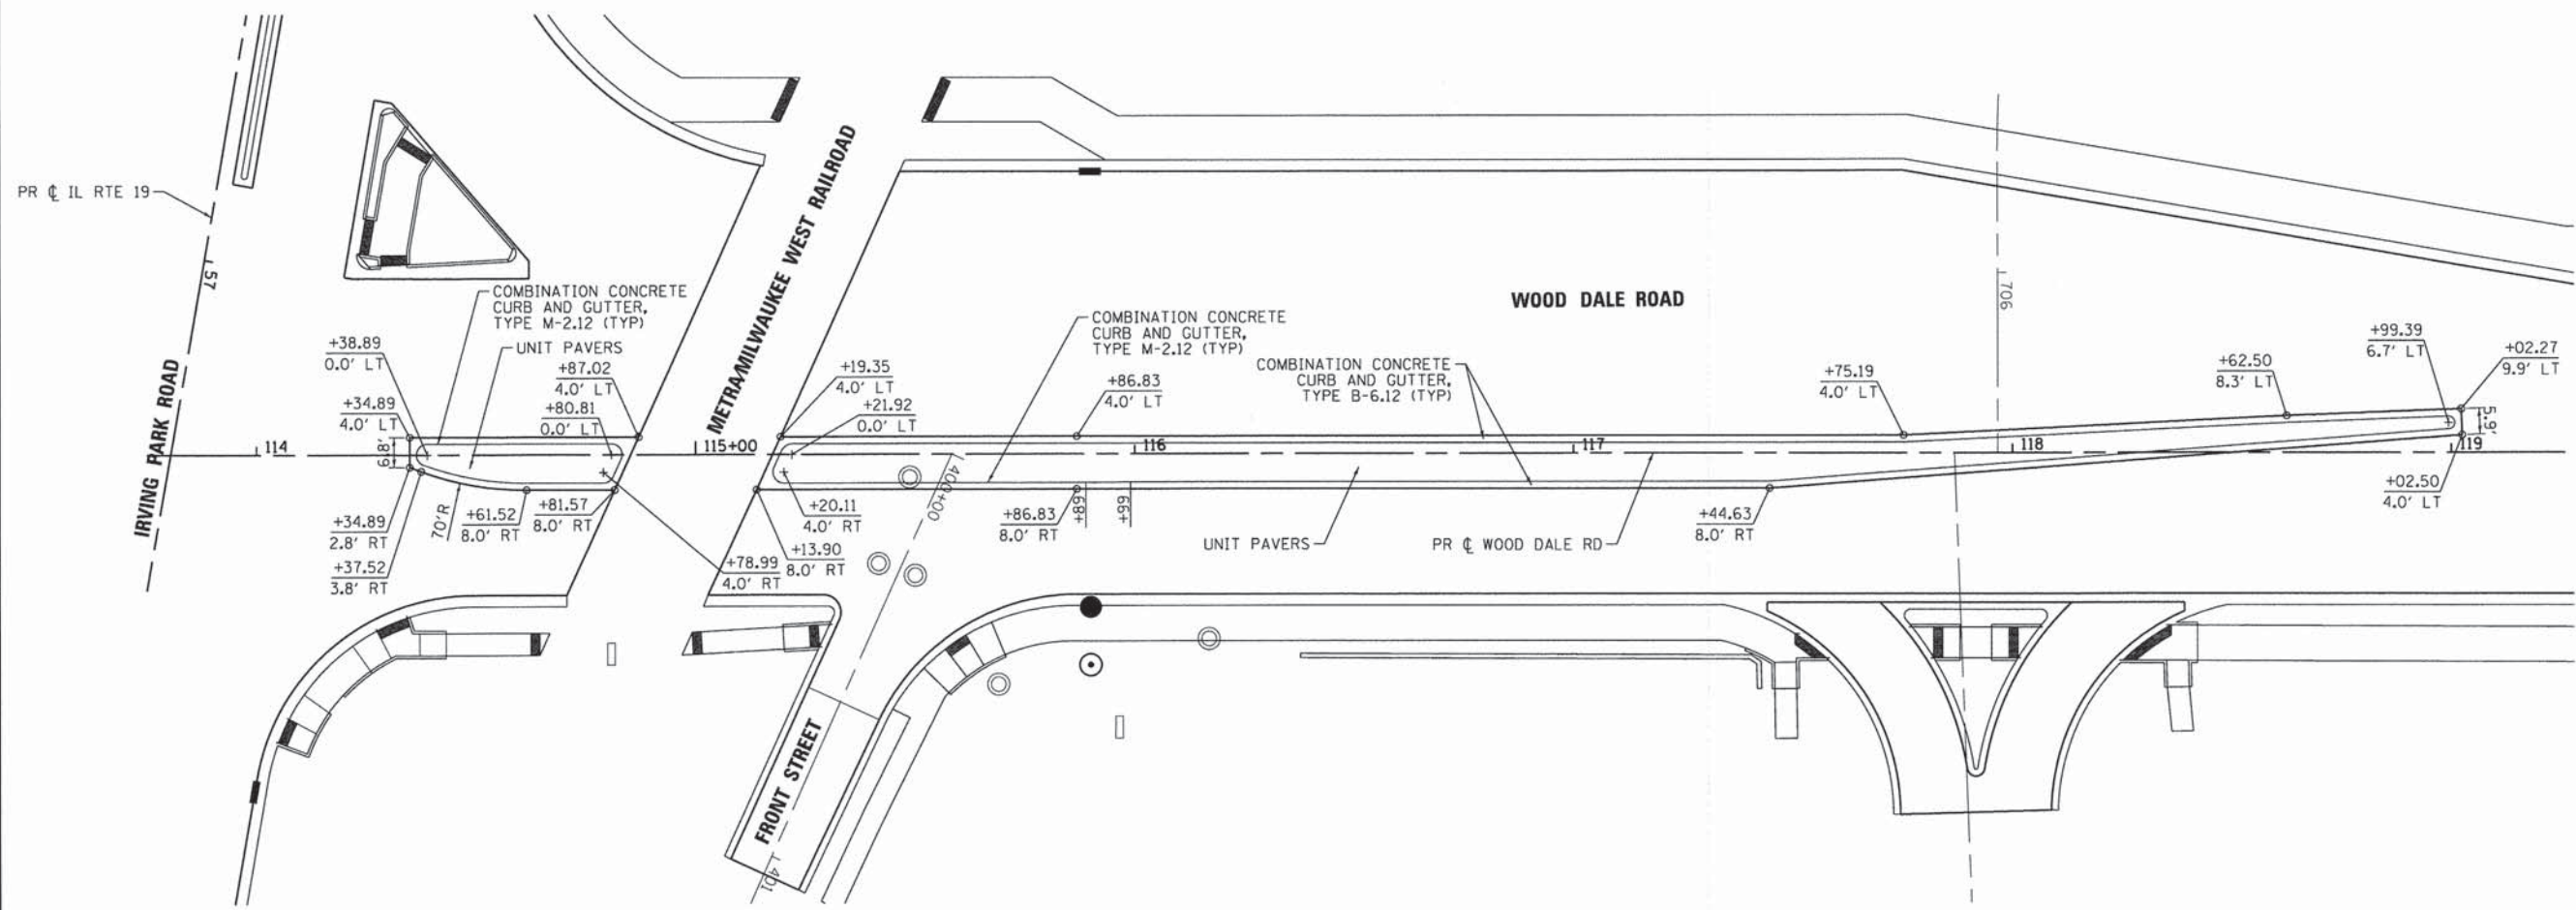 PR ℄ IL RTE 19
57
IRVING PARK ROAD
COMBINATION CONCRETE
CURB AND GUTTER,
TYPE M-2.12 (TYP)
UNIT PAVERS
+38.89
0.0' LT
+34.89
4.0' LT
+87.02
4.0' LT
+80.81
0.0' LT
114
6.8'
+34.89
2.8' RT
+37.52
3.8' RT
70'R
+61.52
8.0' RT
+81.57
8.0' RT
METRA/MILWAUKEE WEST RAILROAD
115+00
+78.99
4.0' RT
+13.90
8.0' RT
+19.35
4.0' LT
+21.92
0.0' LT
+20.11
4.0' RT
400+00
FRONT STREET
401
COMBINATION CONCRETE
CURB AND GUTTER,
TYPE M-2.12 (TYP)
+86.83
4.0' LT
116
+86.83
8.0' RT
+89
+99
COMBINATION CONCRETE
CURB AND GUTTER,
TYPE B-6.12 (TYP)
UNIT PAVERS
WOOD DALE ROAD
117
PR ℄ WOOD DALE RD
+75.19
4.0' LT
+44.63
8.0' RT
706
118
+62.50
8.3' LT
+99.39
6.7' LT
+02.27
9.9' LT
5.9'
119
+02.50
4.0' LT